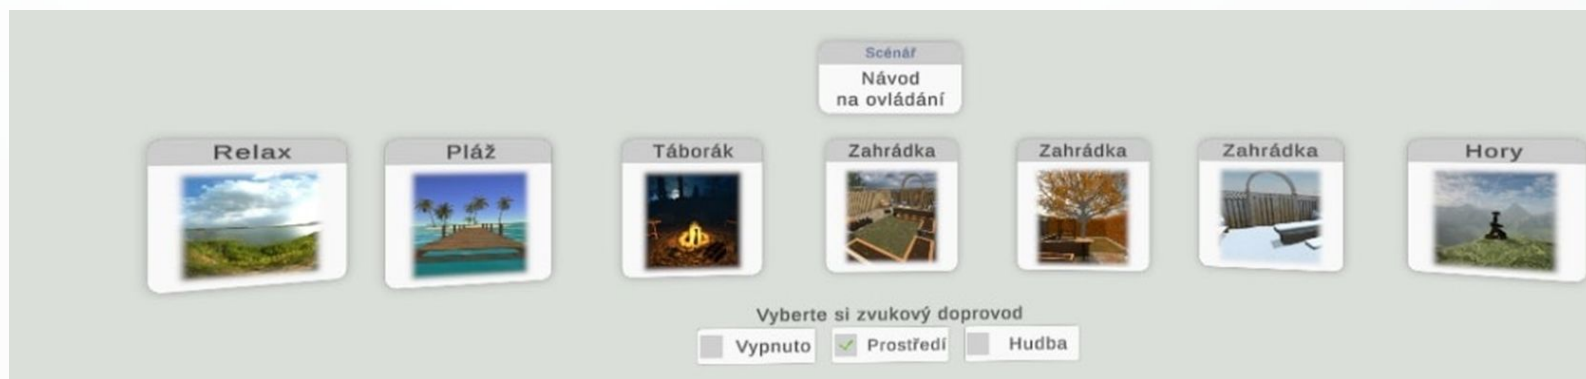 Scénář
Návod
na ovládání
Relax
Pláž
Táborák
Zahrádka
Zahrádka
Zahrádka
Hory
Vyberte si zvukový doprovod
Vypnuto
Prostředí
Hudba